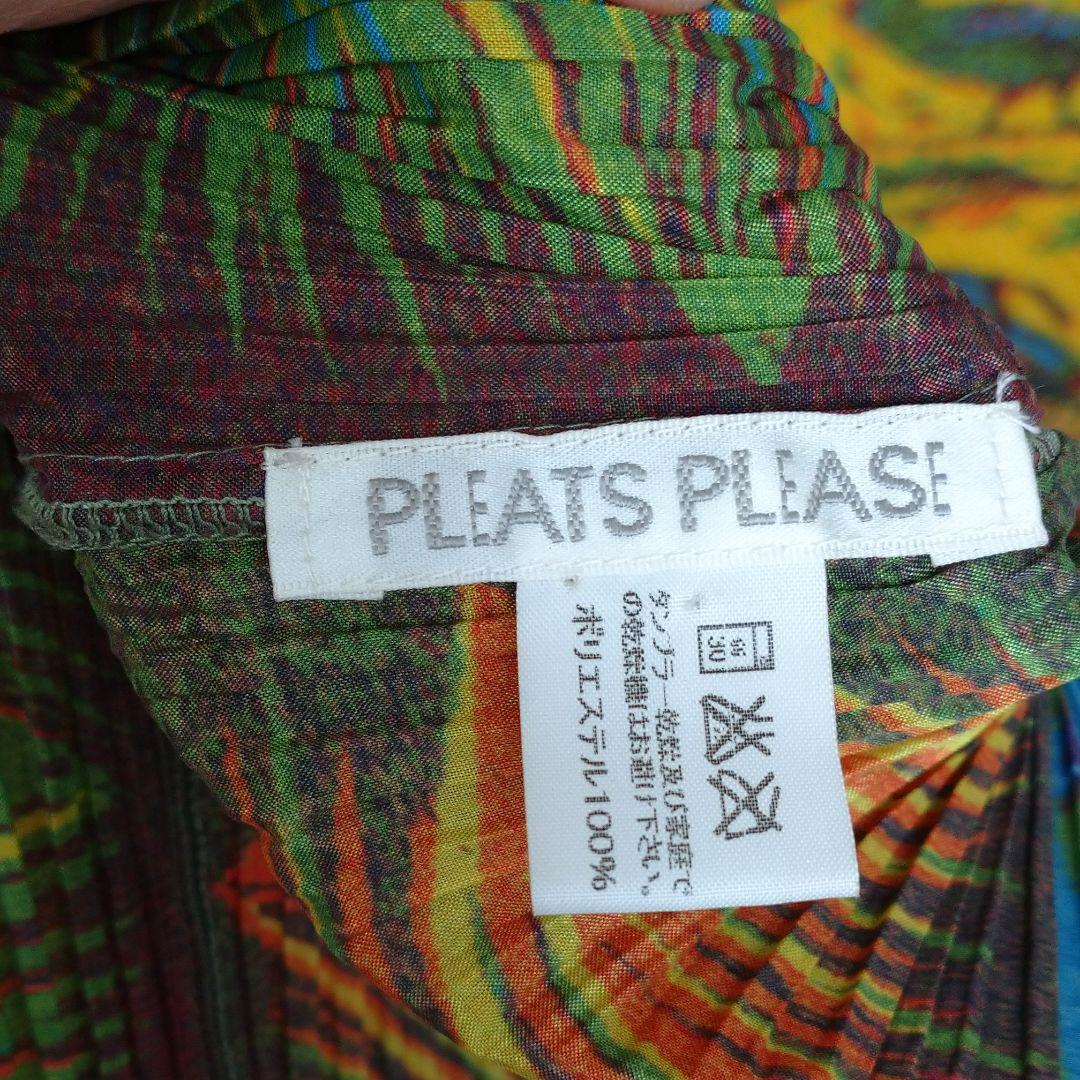 PLEATS PLEASE
弱
30
タンブラー乾燥及び家庭で
の乾燥機はお避け下さい。
ポリエステル100%